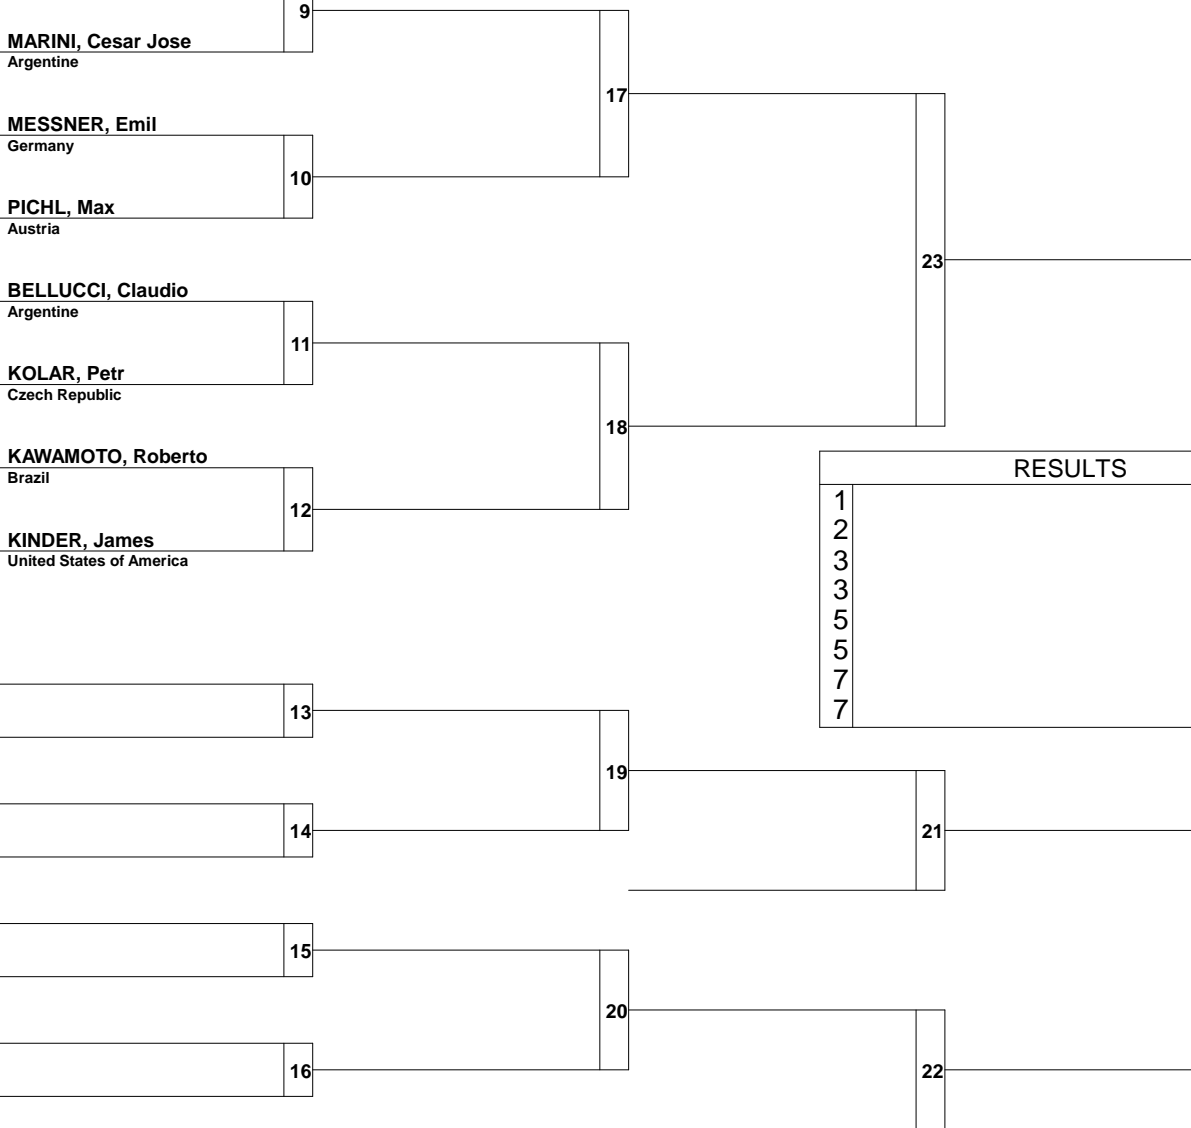 9
MARINI, Cesar Jose
Argentine
17
MESSNER, Emil
Germany
10
PICHL, Max
Austria
23
BELLUCCI, Claudio
Argentine
11
KOLAR, Petr
Czech Republic
18
KAWAMOTO, Roberto
Brazil
RESULTS
12
1
2
KINDER, James
United States of America
3
3
5
5
7
7
13
19
14
21
15
20
16
22